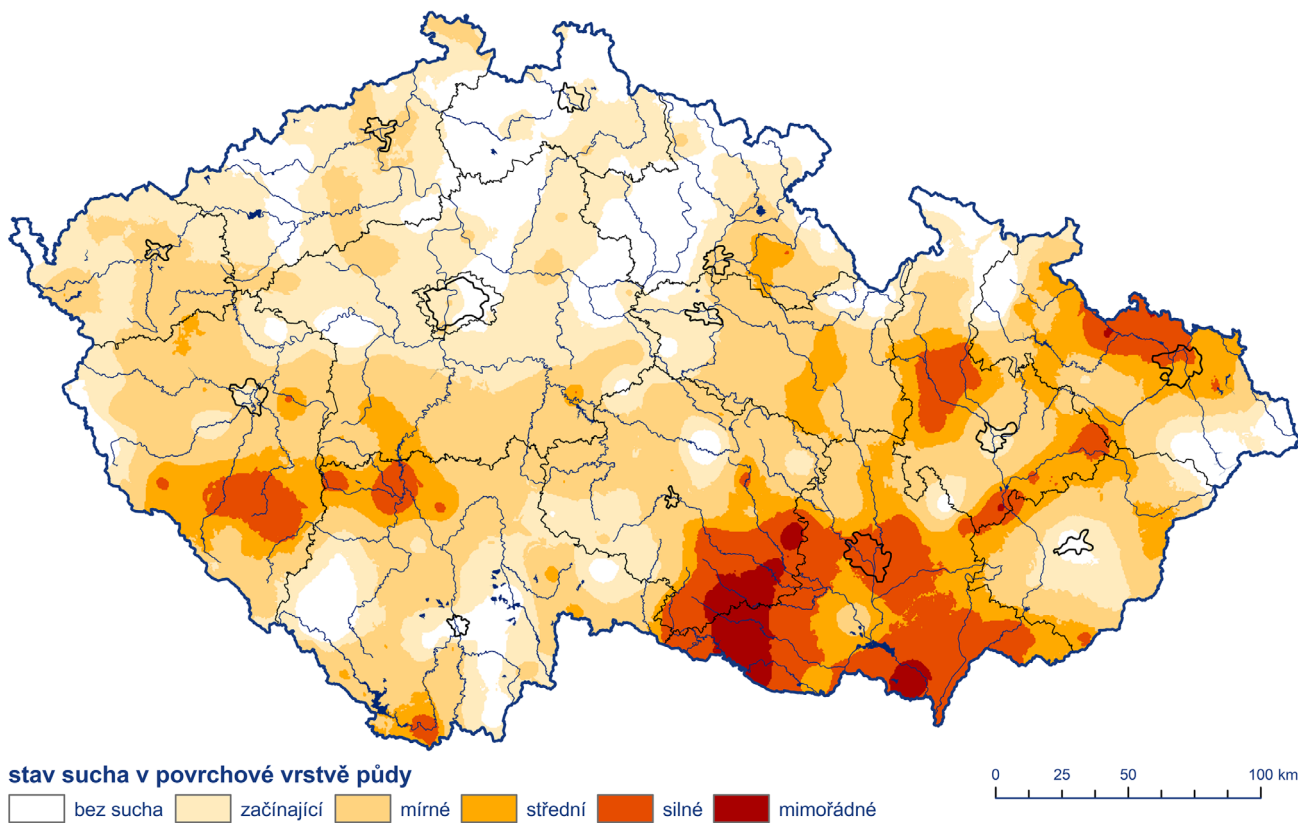 stav sucha v povrchové vrstvě půdy
bez sucha začínající mírné střední silné mimořádné
0 25 50 100 km